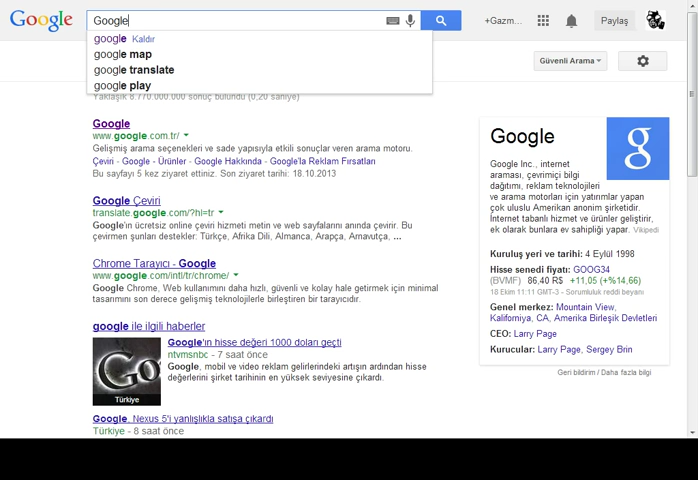 Google
Google
+Gazm...
Paylaş
google Kaldır
google map
google translate
google play
Güvenli Arama
Yaklaşık 8.770.000.000 sonuç bulundu (0,20 saniye)
Google
www.google.com.tr/
Gelişmiş arama seçenekleri ve sade yapısıyla etkili sonuçlar veren arama motoru.
Çeviri - Google - Ürünler - Google Hakkında - Google'la Reklam Fırsatları
Bu sayfayı 5 kez ziyaret ettiniz. Son ziyaret tarihi: 18.10.2013
Google Çeviri
translate.google.com/?hl=tr
Google'ın ücretsiz online çeviri hizmeti metin ve web sayfalarını anında çevirir. Bu
çevirmen şunları destekler: Türkçe, Afrika Dili, Almanca, Arapça, Arnavutça, ...
Chrome Tarayıcı - Google
www.google.com/intl/tr/chrome/
Google Chrome, Web kullanımını daha hızlı, güvenli ve kolay hale getirmek için minimal
tasarımını son derece gelişmiş teknolojilerle birleştiren bir tarayıcıdır.
google ile ilgili haberler
Google'ın hisse değeri 1000 doları geçti
ntvmsnbc - 7 saat önce
Google, mobil ve video reklam gelirlerindeki artışın ardından hisse
değerlerini şirket tarihinin en yüksek seviyesine çıkardı.
Go
Türkiye
Google, Nexus 5'i yanlışlıkla satışa çıkardı
Türkiye - 8 saat önce
Google
g
Google Inc., internet
araması, çevrimiçi bilgi
dağıtımı, reklam teknolojileri
ve arama motorları için yatırımlar yapan
çok uluslu Amerikan anonim şirketidir.
İnternet tabanlı hizmet ve ürünler geliştirir,
ek olarak bunlara ev sahipliği yapar. Vikipedi
Kuruluş yeri ve tarihi: 4 Eylül 1998
Hisse senedi fiyatı: GOOG34
(BVMF) 86,40 R$ +11,05 (+%14,66)
18 Ekim 11:11 GMT-3 - Sorumluluk reddi beyanı
Genel merkez: Mountain View,
Kaliforniya, CA, Amerika Birleşik Devletleri
CEO: Larry Page
Kurucular: Larry Page, Sergey Brin
Geri bildirim / Daha fazla bilgi